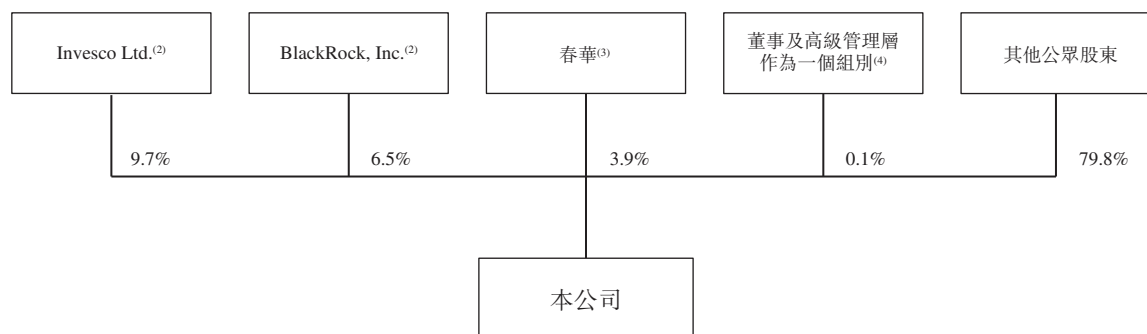 Invesco Ltd.(2)
BlackRock, Inc.(2)
春華(3)
董事及高級管理層
作為一個組別(4)
其他公眾股東
9.7%
6.5%
3.9%
0.1%
79.8%
本公司